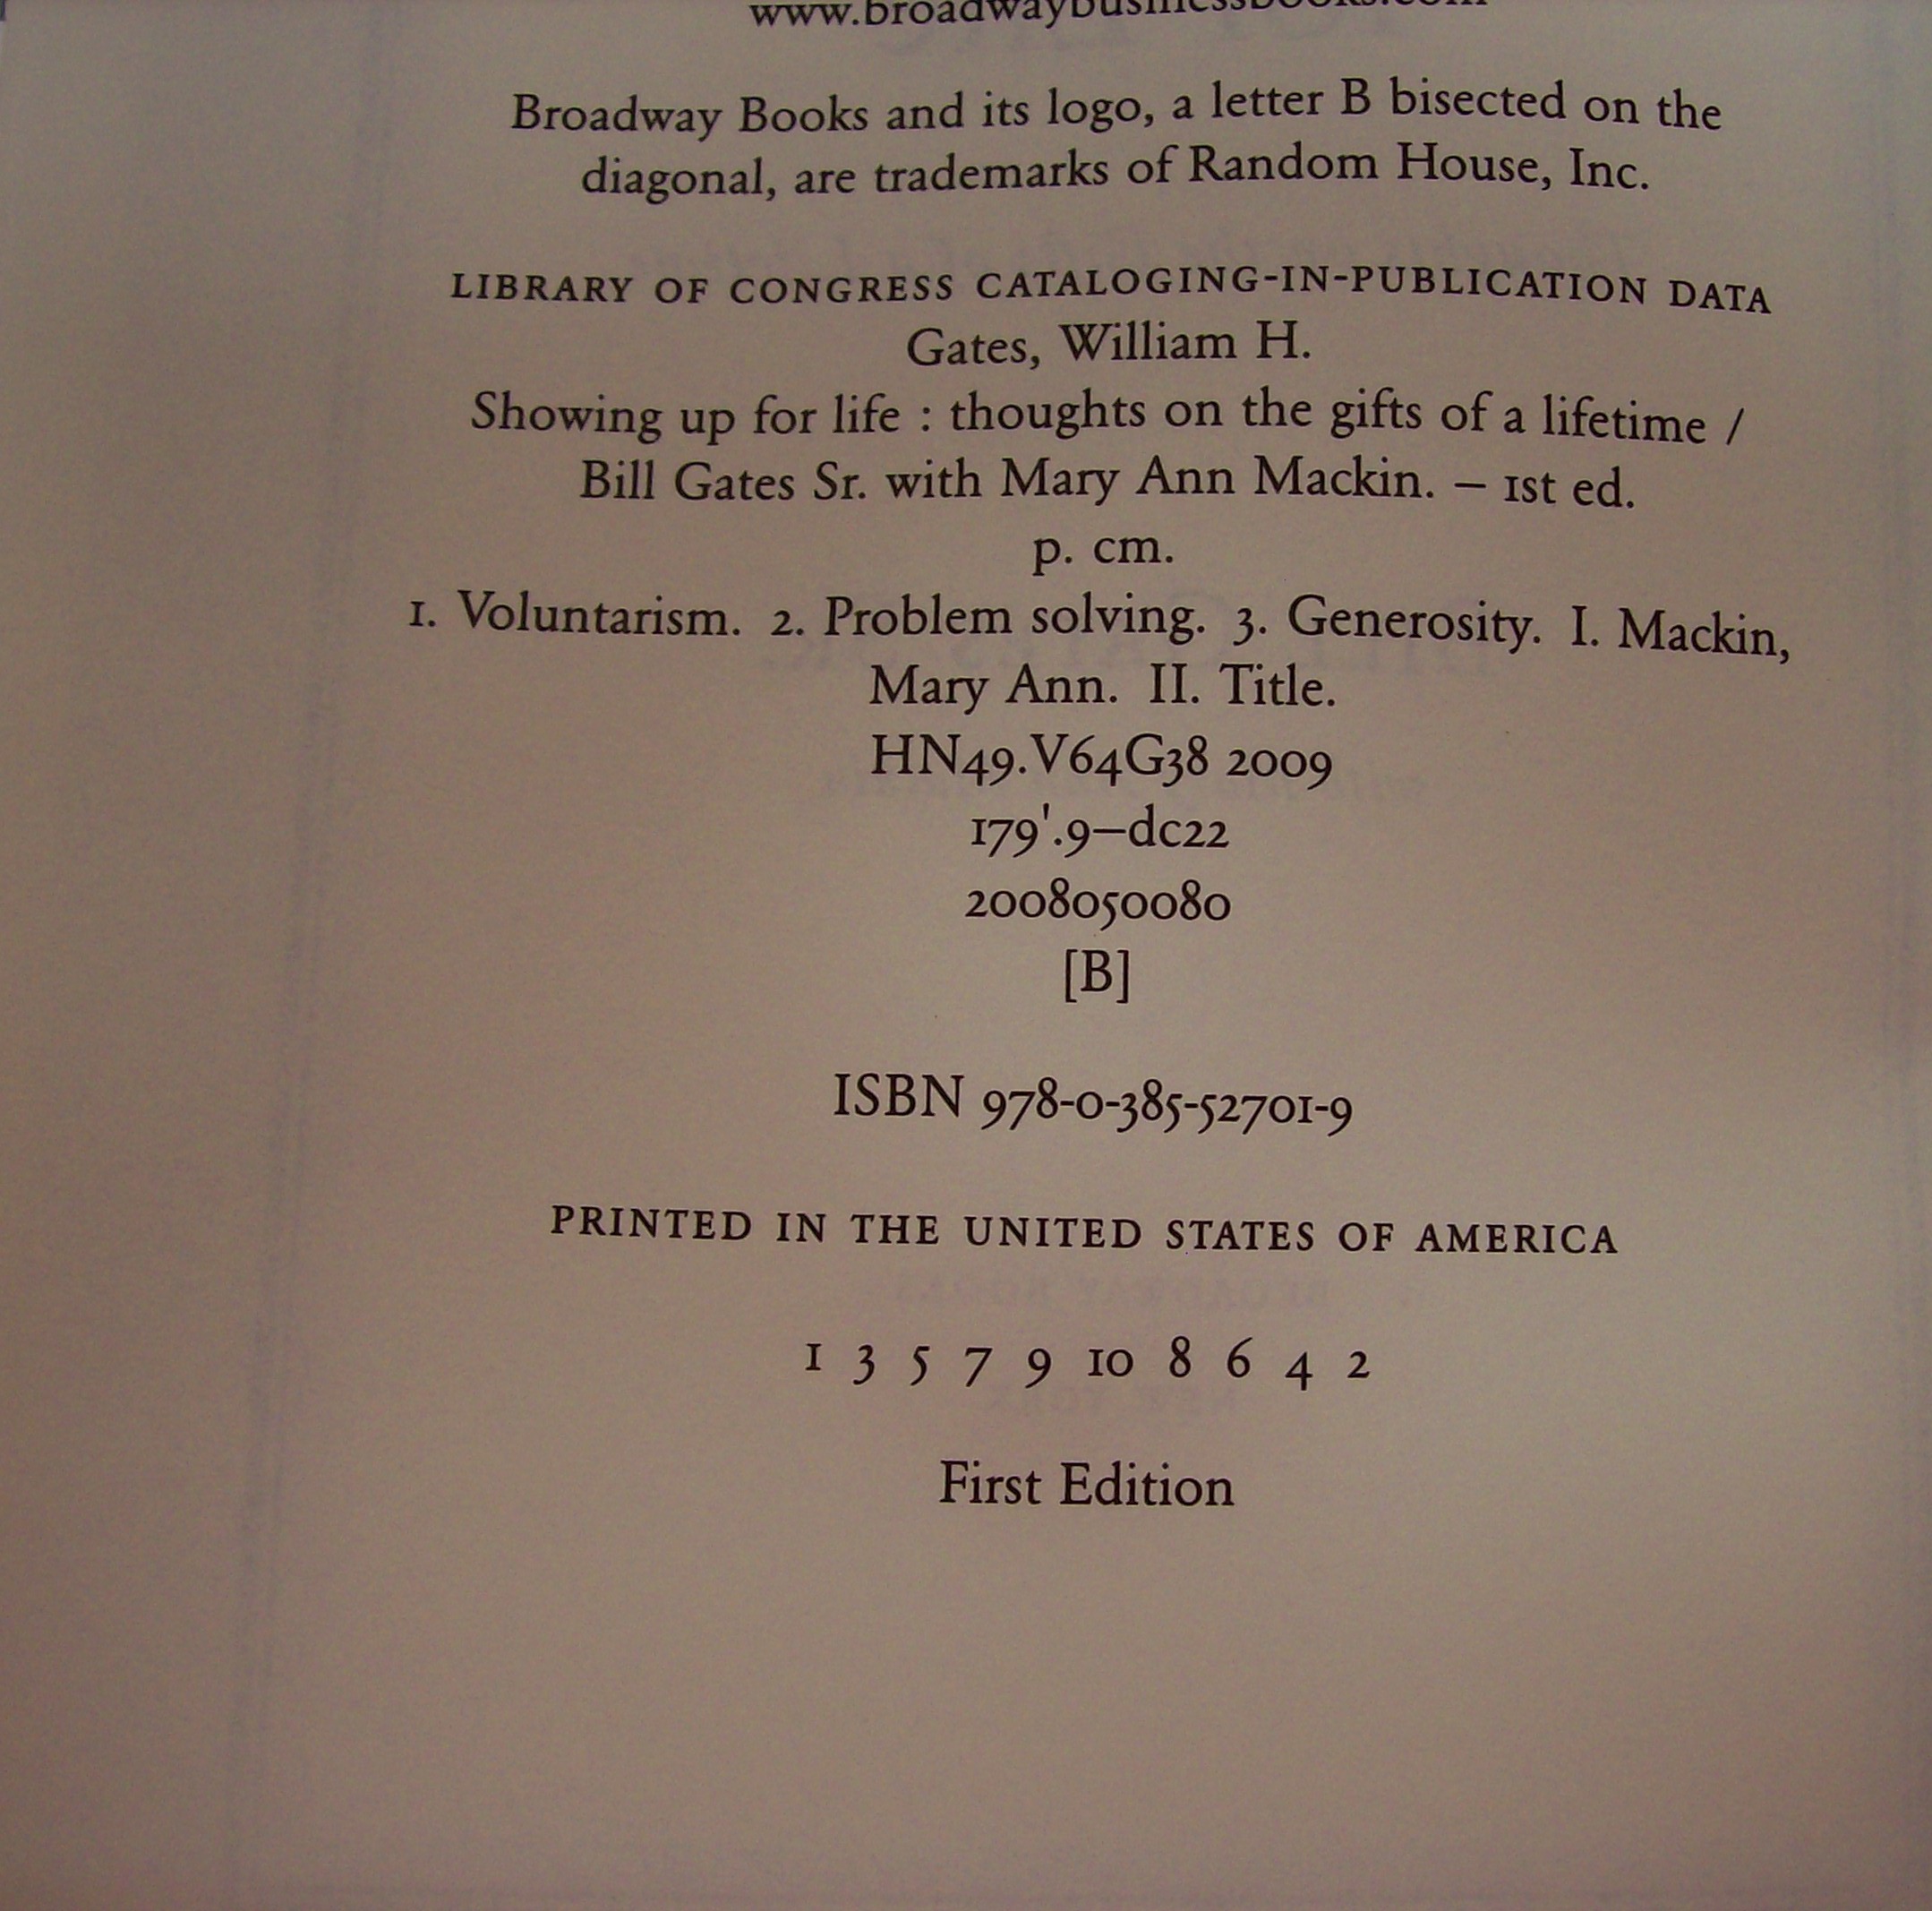 www.broadwaybusinessbooks.com
Broadway Books and its logo, a letter B bisected on the
diagonal, are trademarks of Random House, Inc.
LIBRARY OF CONGRESS CATALOGING-IN-PUBLICATION DATA
Gates, William H.
Showing up for life : thoughts on the gifts of a lifetime /
Bill Gates Sr. with Mary Ann Mackin. – 1st ed.
p. cm.
1. Voluntarism. 2. Problem solving. 3. Generosity. I. Mackin,
Mary Ann. II. Title.
HN49.V64G38 2009
179'.9—dc22
2008050080
[B]
ISBN 978-0-385-52701-9
PRINTED IN THE UNITED STATES OF AMERICA
1 3 5 7 9 10 8 6 4 2
First Edition